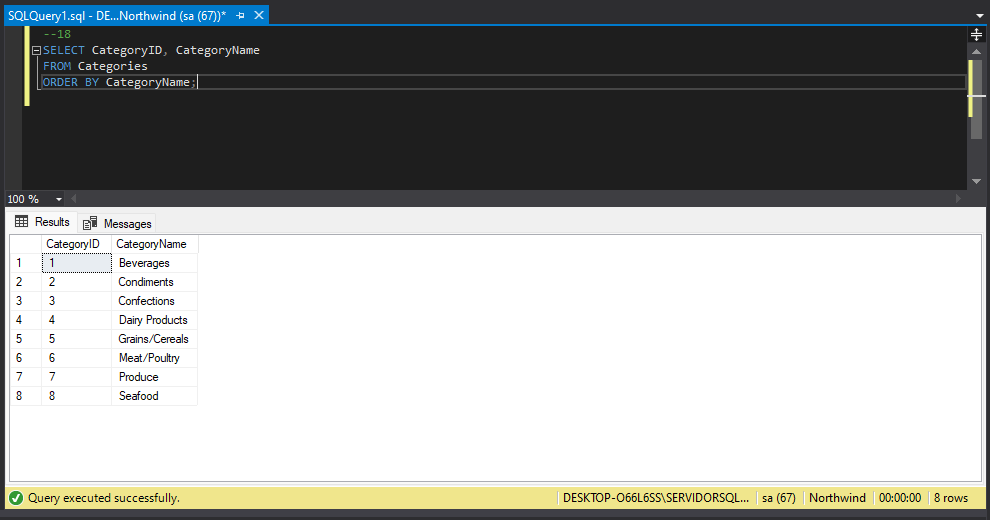 SQLQuery1.sql - DE...Northwind (sa (67))*
--18
SELECT CategoryID, CategoryName
FROM Categories
ORDER BY CategoryName;
100 %
Results Messages
CategoryID CategoryName
1 1 Beverages
2 2 Condiments
3 3 Confections
4 4 Dairy Products
5 5 Grains/Cereals
6 6 Meat/Poultry
7 7 Produce
8 8 Seafood
Query executed successfully. DESKTOP-O66L6SS\SERVIDORSQL... sa (67) Northwind 00:00:00 8 rows